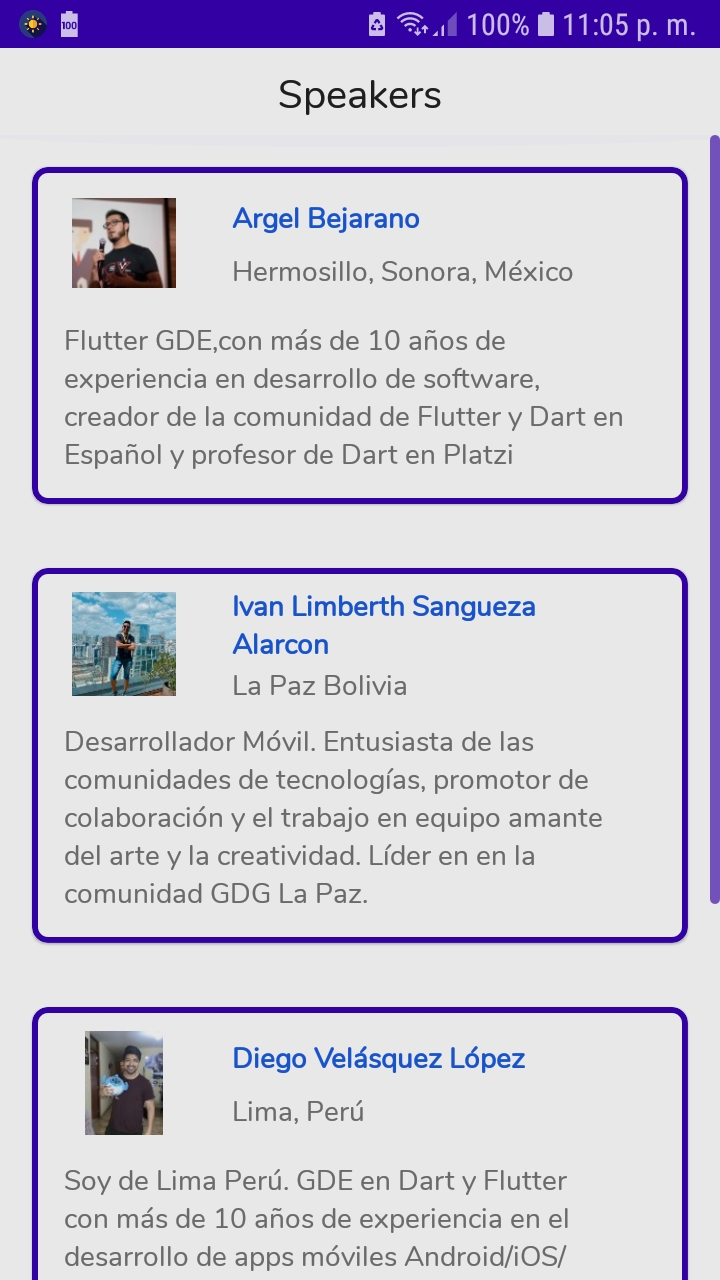 100
100% 11:05 p. m.
Speakers
Argel Bejarano
Hermosillo, Sonora, México
Flutter GDE,con más de 10 años de
experiencia en desarrollo de software,
creador de la comunidad de Flutter y Dart en
Español y profesor de Dart en Platzi
Ivan Limberth Sangueza
Alarcon
La Paz Bolivia
Desarrollador Móvil. Entusiasta de las
comunidades de tecnologías, promotor de
colaboración y el trabajo en equipo amante
del arte y la creatividad. Líder en en la
comunidad GDG La Paz.
Diego Velásquez López
Lima, Perú
Soy de Lima Perú. GDE en Dart y Flutter
con más de 10 años de experiencia en el
desarrollo de apps móviles Android/iOS/